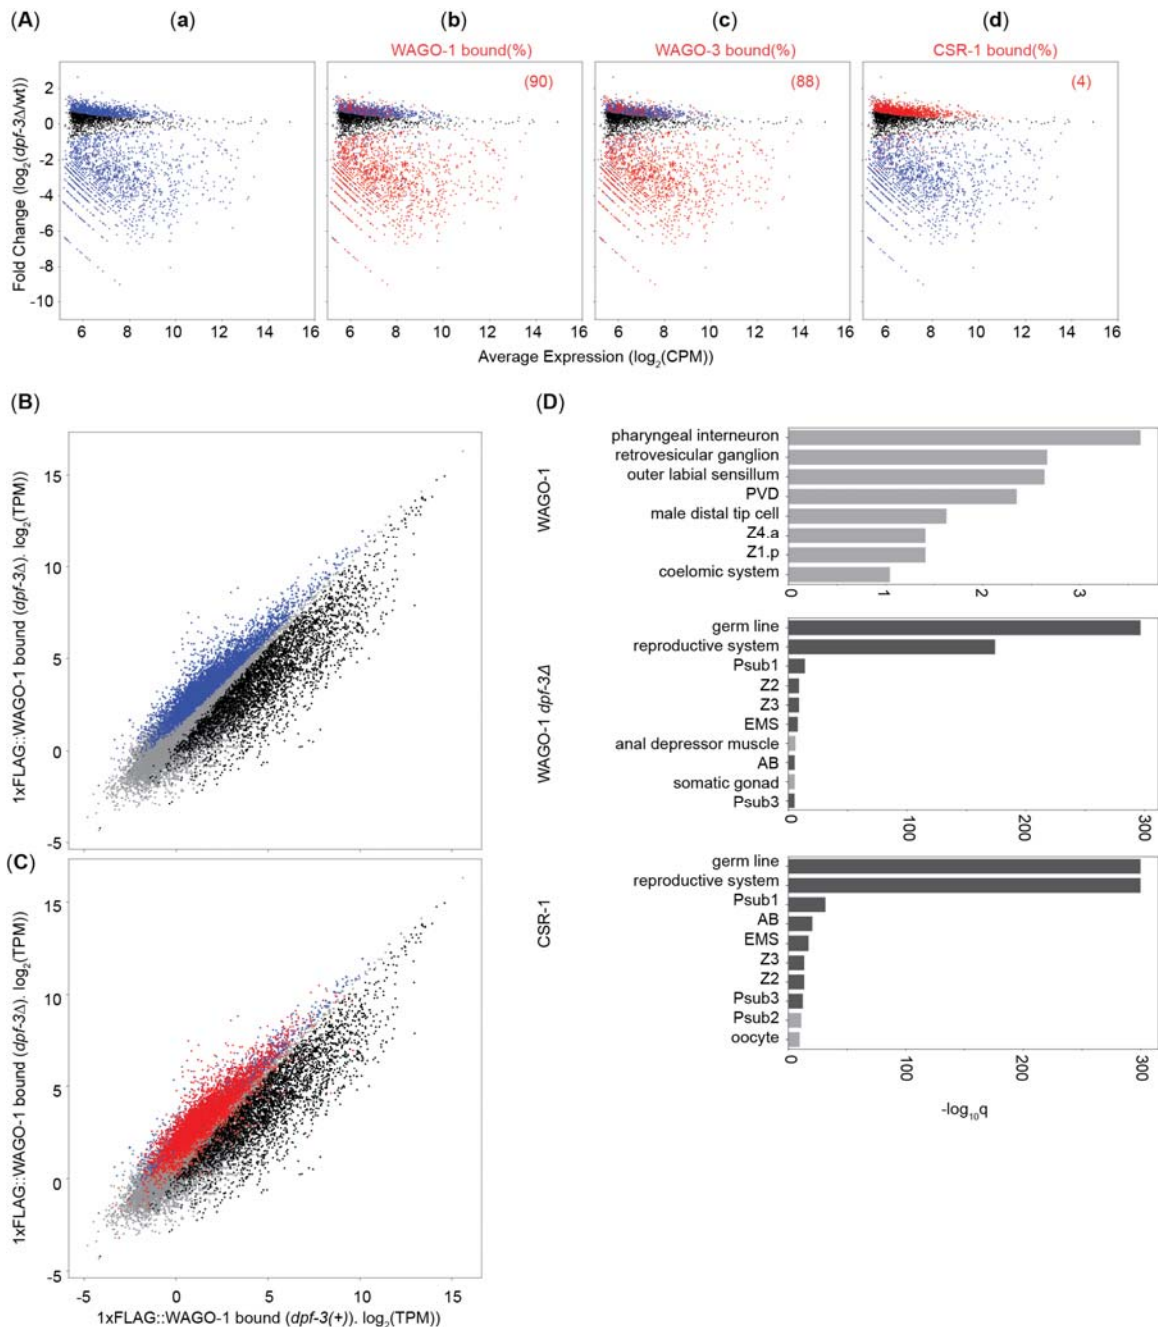 (A) (a) (b) (c) (d)
WAGO-1 bound(%) WAGO-3 bound(%) CSR-1 bound(%)
(90) (88) (4)
Fold Change (log2(dpf-3Δ/wt))
2
0
-2
-4
-6
-8
-10
6 8 10 12 14 16 6 8 10 12 14 16 6 8 10 12 14 16 6 8 10 12 14 16
Average Expression (log2(CPM))
(B)
1xFLAG::WAGO-1 bound (dpf-3Δ). log2(TPM))
15
10
5
0
-5
(C)
1xFLAG::WAGO-1 bound (dpf-3Δ). log2(TPM))
15
10
5
0
-5
-5 0 5 10 15
1xFLAG::WAGO-1 bound (dpf-3(+)). log2(TPM))
(D)
WAGO-1
pharyngeal interneuron
retrovesicular ganglion
outer labial sensillum
PVD
male distal tip cell
Z4.a
Z1.p
coelomic system
0 1 2 3
WAGO-1 dpf-3Δ
germ line
reproductive system
Psub1
Z2
Z3
EMS
anal depressor muscle
AB
somatic gonad
Psub3
0 100 200 300
CSR-1
germ line
reproductive system
Psub1
AB
EMS
Z3
Z2
Psub3
Psub2
oocyte
0 100 200 300
-log10q